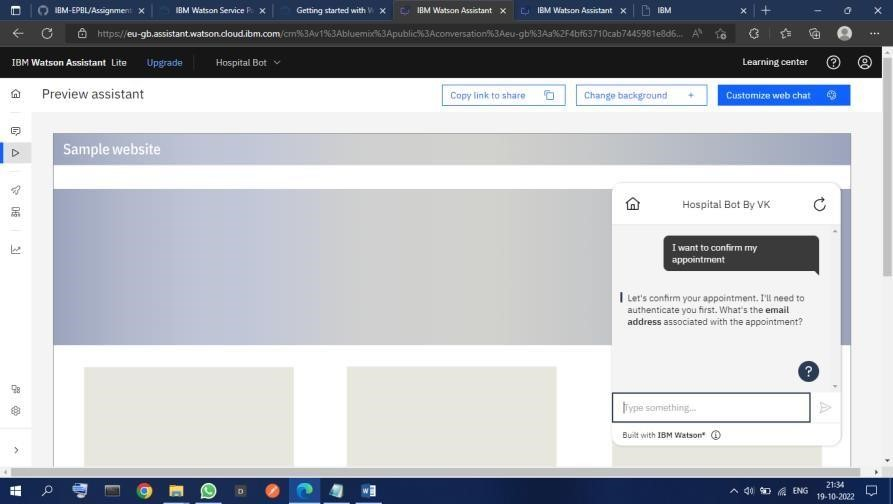 IBM-EPBL/Assignment
IBM Watson Service P
Getting started with W
IBM Watson Assistant
IBM Watson Assistant
IBM
https://eu-gb.assistant.watson.cloud.ibm.com/crn%3Av1%3Abluemix%3Apublic%3Aconversation%3Aeu-gb%3Aa%2F4bf63710cab7445981e8d6...
IBM Watson Assistant Lite
Upgrade
Hospital Bot
Learning center
Preview assistant
Copy link to share
Change background +
Customize web chat
Sample website
Hospital Bot By VK
I want to confirm my
appointment
Let's confirm your appointment. I'll need to
authenticate you first. What's the email
address associated with the appointment?
?
Type something...
Built with IBM Watson®
ENG
21:34
19-10-2022